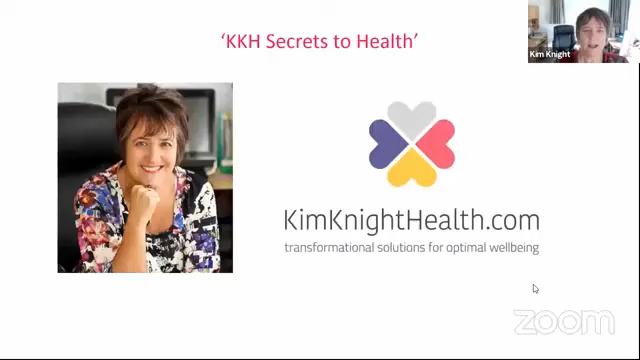 ‘KKH Secrets to Health’
Kim Knight
KimKnightHealth.com
transformational solutions for optimal wellbeing
zoom